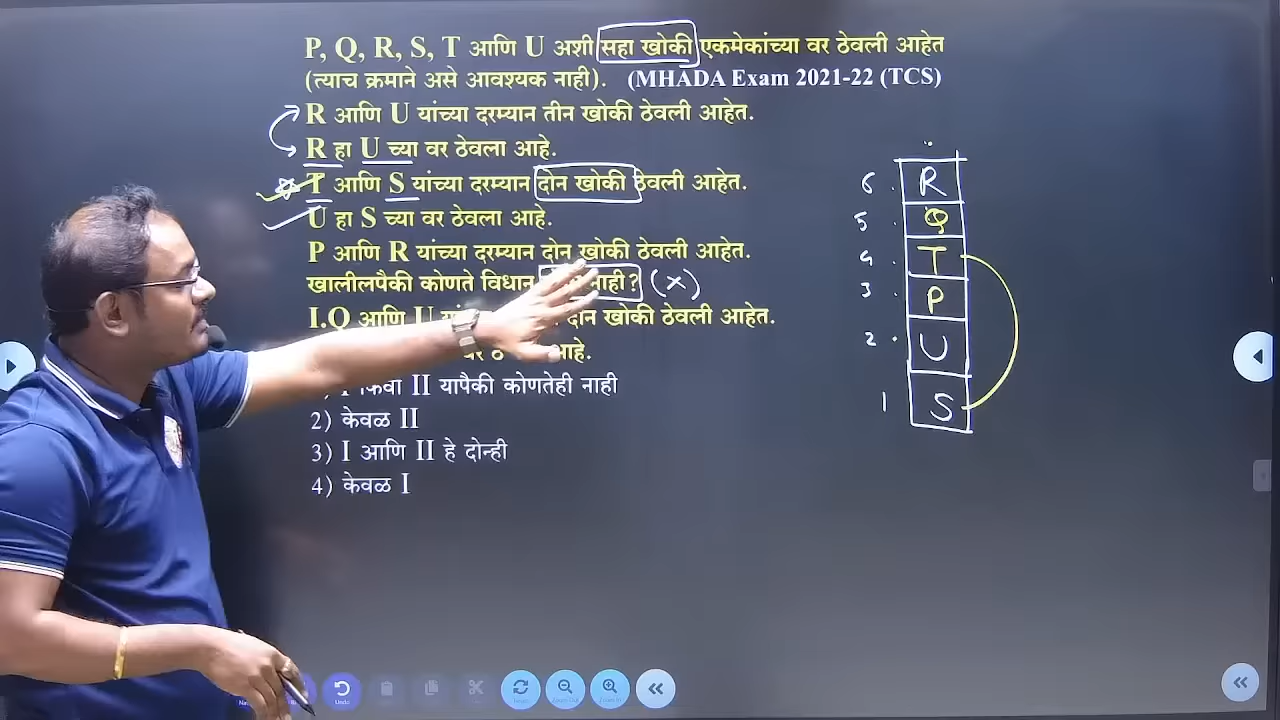 P, Q, R, S, T आणि U अशी सहा खोकी एकमेकांच्या वर ठेवली आहेत
(त्याच क्रमाने असे आवश्यक नाही). (MHADA Exam 2021-22 (TCS)
R आणि U यांच्या दरम्यान तीन खोकी ठेवली आहेत.
R हा U च्या वर ठेवला आहे.
T आणि S यांच्या दरम्यान दोन खोकी ठेवली आहेत.
U हा S च्या वर ठेवला आहे.
P आणि R यांच्या दरम्यान दोन खोकी ठेवली आहेत.
खालीलपैकी कोणते विधान नाही? (x)
I.Q आणि U दोन खोकी ठेवली आहेत.
वर आहे.
I किंवा II यापैकी कोणतेही नाही
2) केवळ II
3) I आणि II हे दोन्ही
4) केवळ I
6 R
5 Q
4 T
3 P
2 U
1 S
Undo